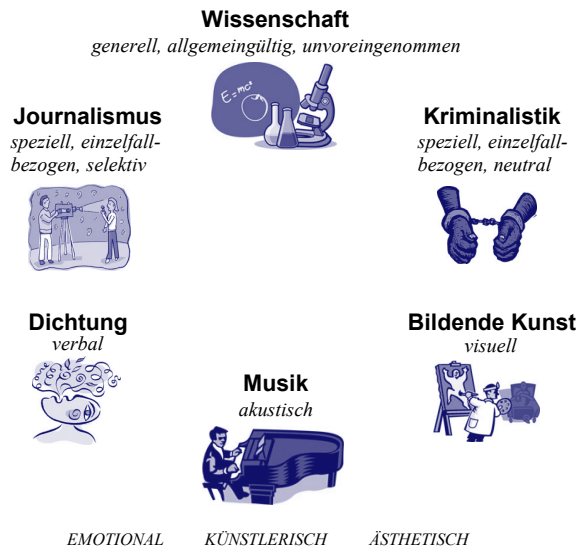 Wissenschaft
generell, allgemeingültig, unvoreingenommen
E=mc²
Journalismus
speziell, einzelfall-
bezogen, selektiv
Kriminalistik
speziell, einzelfall-
bezogen, neutral
Dichtung
verbal
Bildende Kunst
visuell
Musik
akustisch
EMOTIONAL KÜNSTLERISCH ÄSTHETISCH